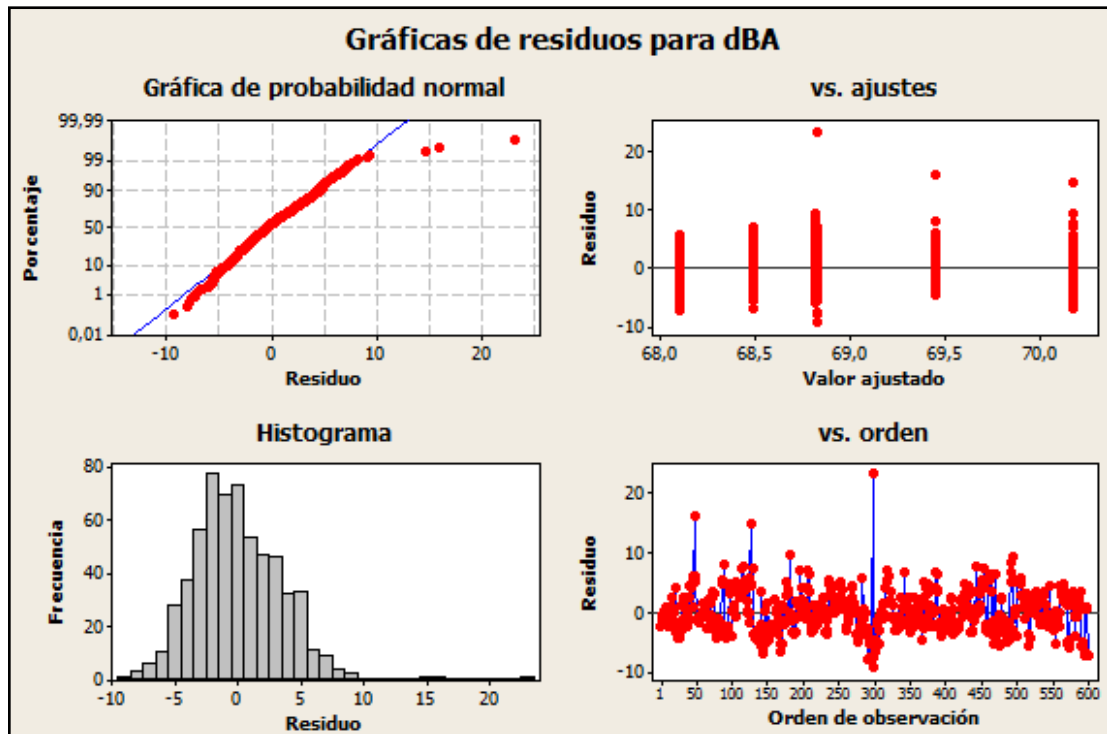 Gráficas de residuos para dBA
Gráfica de probabilidad normal
99,99
99
90
50
10
1
0,01
Porcentaje
-10 0 10 20
Residuo
vs. ajustes
20
10
0
-10
Residuo
68,0 68,5 69,0 69,5 70,0
Valor ajustado
Histograma
80
60
40
20
0
Frecuencia
-10 -5 0 5 10 15 20
Residuo
vs. orden
20
10
0
-10
Residuo
1 50 100 150 200 250 300 350 400 450 500 550 600
Orden de observación